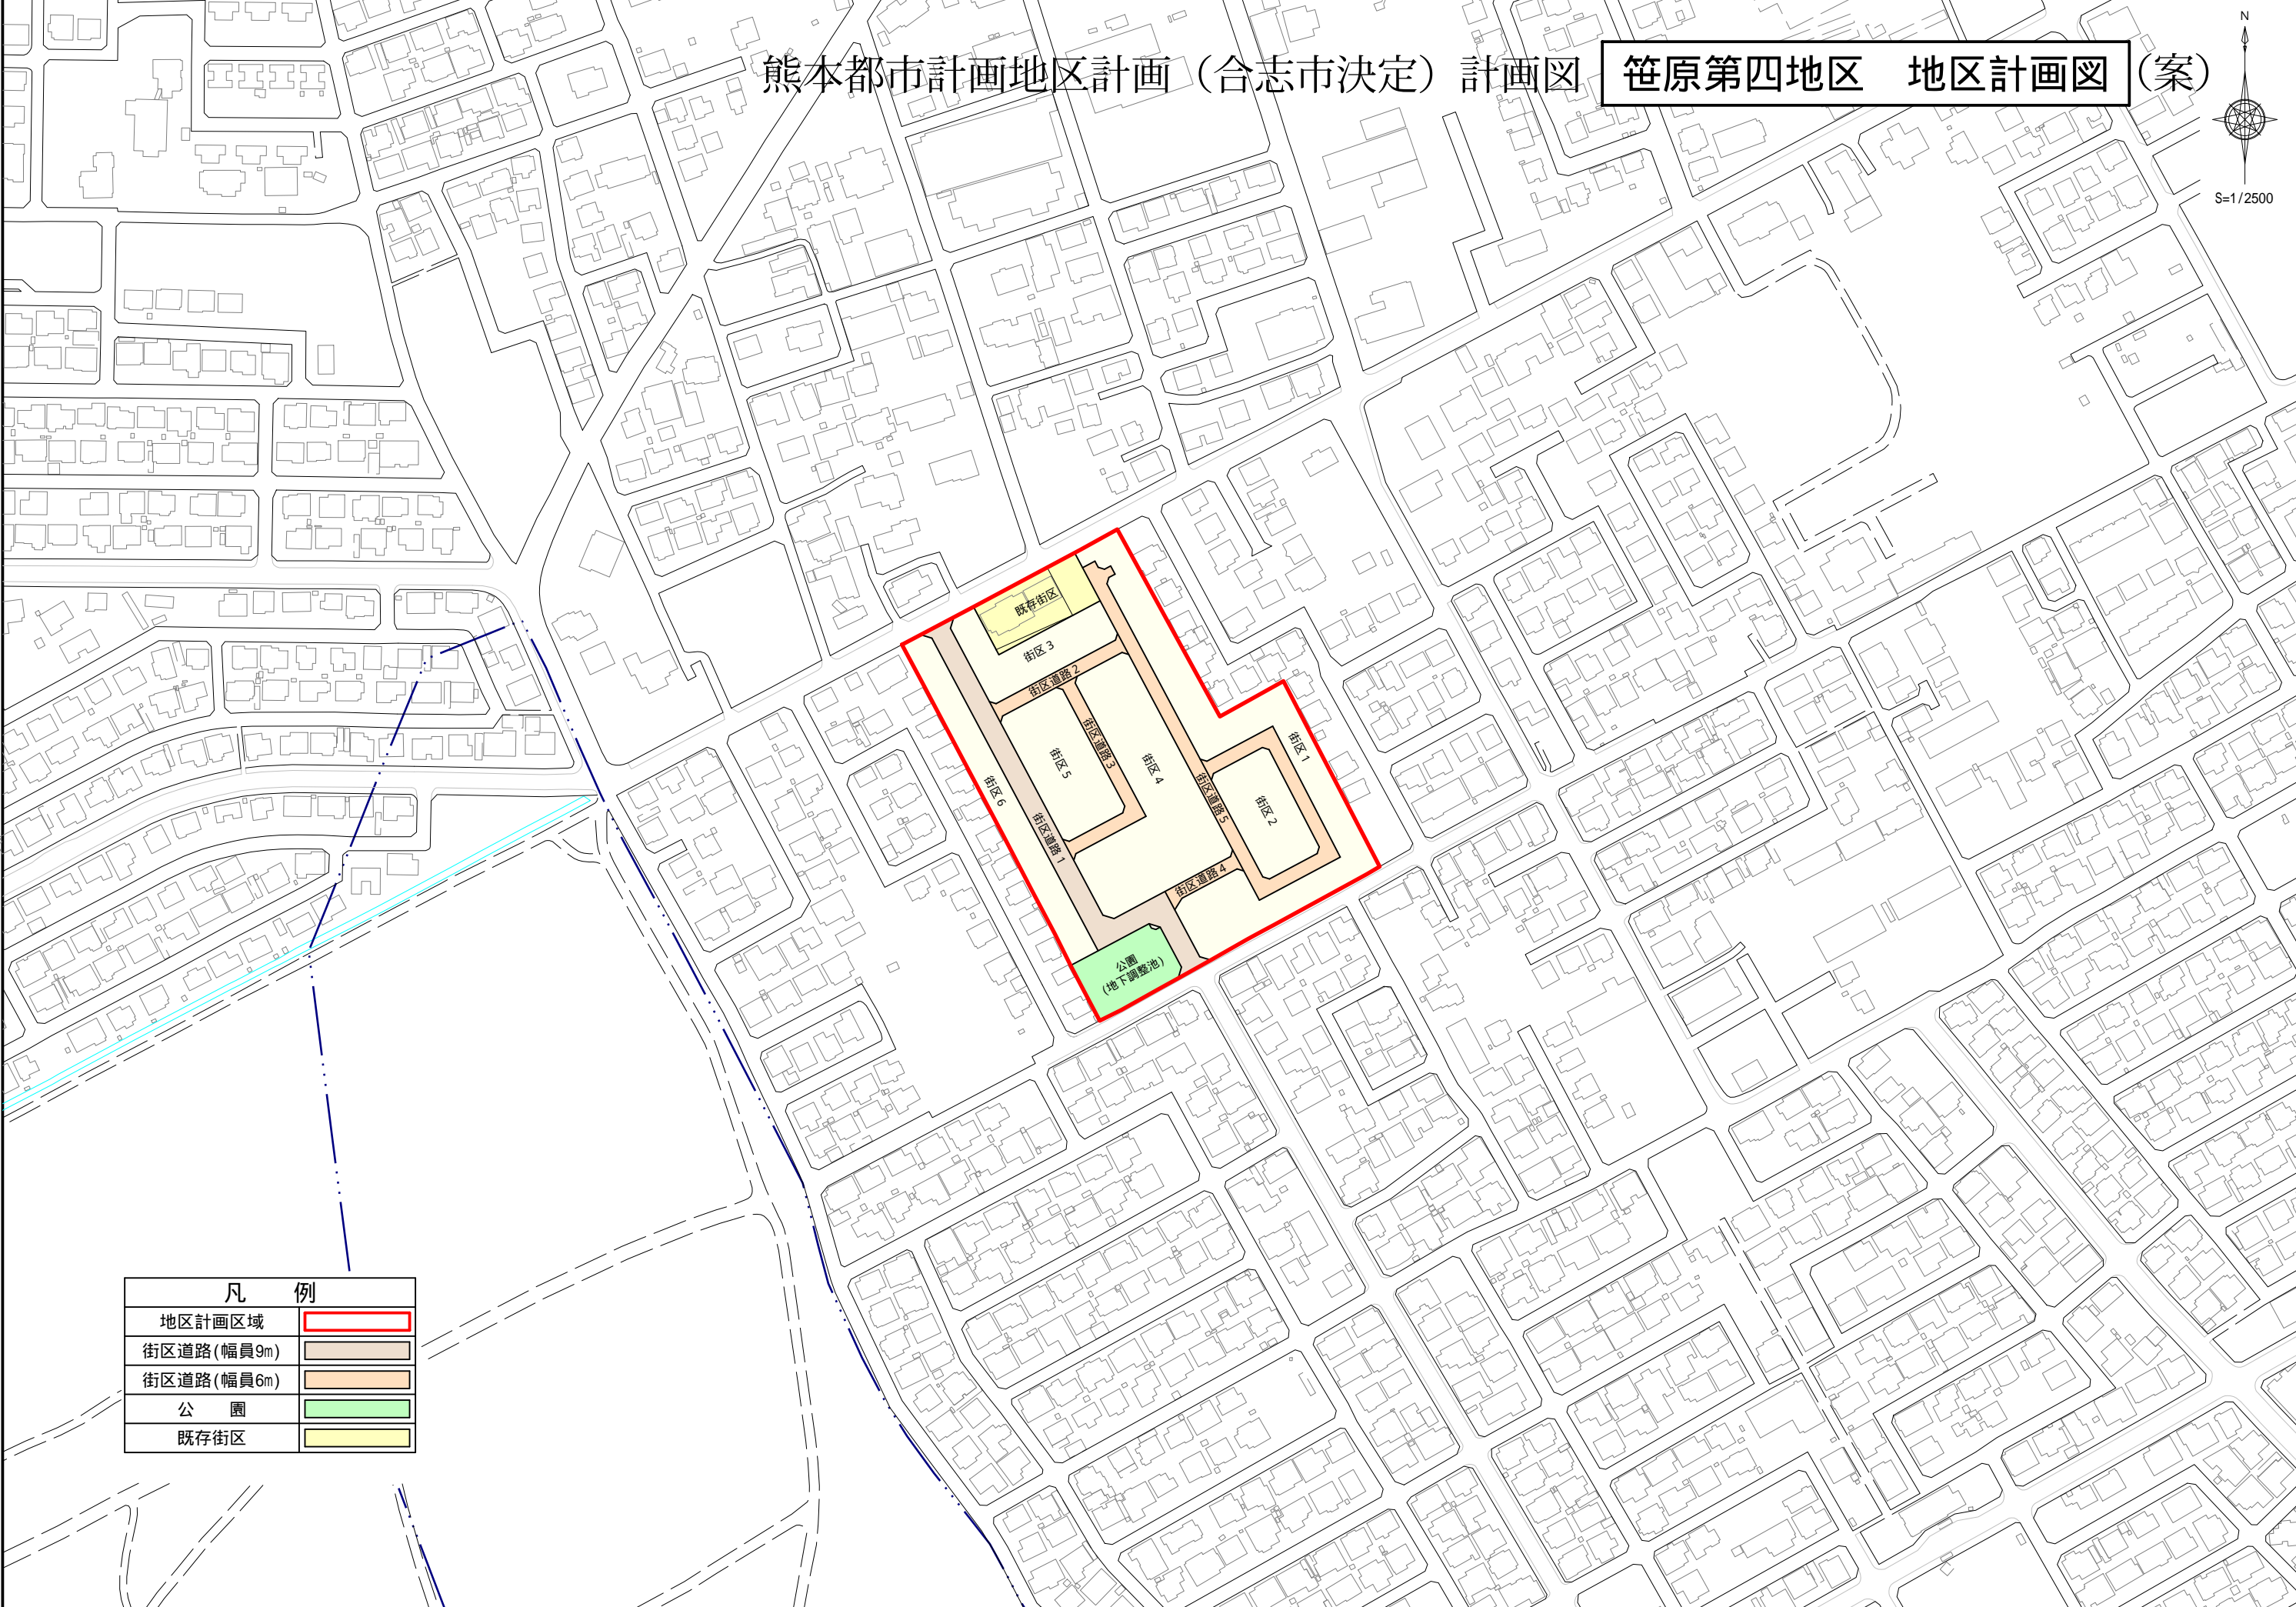 熊本都市計画地区計画（合志市決定）計画図 笹原第四地区　地区計画図（案）
N
S=1/2500
既存街区
街区3
街区道路2
街区道路3
街区5
街区4
街区1
街区6
街区道路5
街区2
街区道路1
街区道路4
公園
(地下調整池)
凡　例
地区計画区域
街区道路(幅員9m)
街区道路(幅員6m)
公　園
既存街区